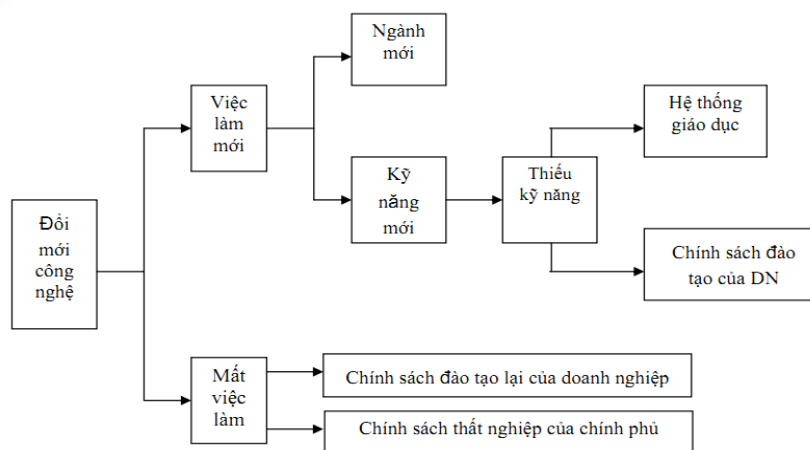 Ngành
mới
Việc
làm
mới
Hệ thống
giáo dục
Kỹ
năng
mới
Thiếu
kỹ năng
Đổi
mới
công
nghệ
Chính sách đào
tạo của DN
Mất
việc
làm
Chính sách đào tạo lại của doanh nghiệp
Chính sách thất nghiệp của chính phủ